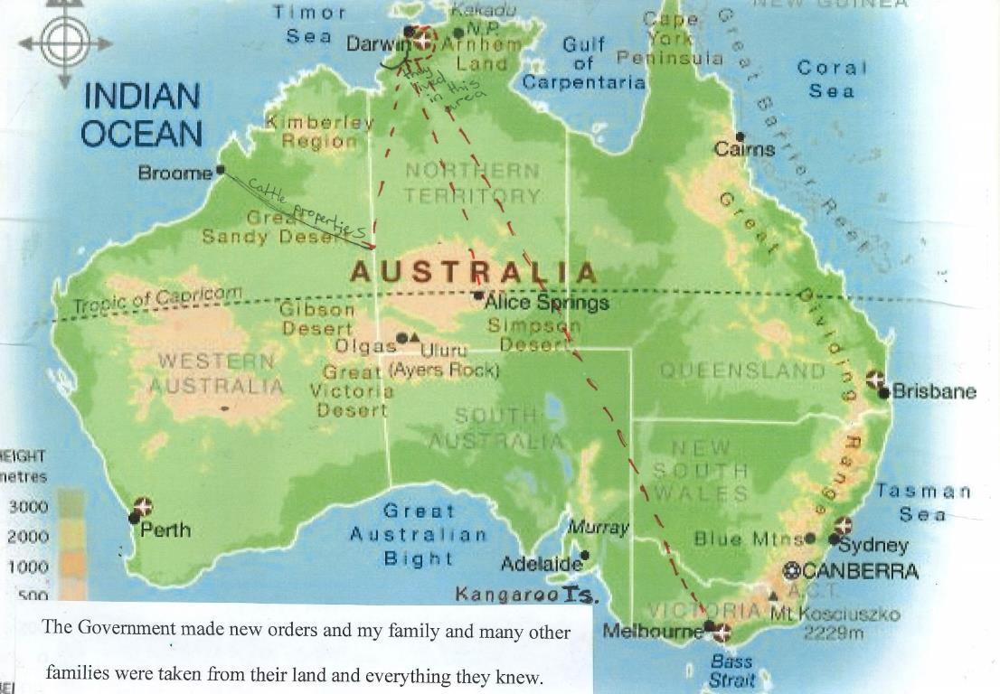 NEW GUINEA
Timor
Sea
Kakadu
N.P.
Darwin
Arnhem
Land
Gulf
of
Carpentaria
Cape
York
Peninsula
Coral
Sea
Great Barrier Reef
they
lived
in this
area
INDIAN
OCEAN
Kimberley
Region
Cairns
Broome
cattle properties
NORTHERN
TERRITORY
Great
Sandy Desert
Great Dividing Range
AUSTRALIA
Tropic of Capricorn
Alice Springs
Gibson
Desert
Simpson
Desert
Olgas
Uluru
(Ayers Rock)
WESTERN
AUSTRALIA
Great
Victoria
Desert
QUEENSLAND
Brisbane
SOUTH
AUSTRALIA
NEW
SOUTH
WALES
HEIGHT
metres
3000
2000
1000
500
Perth
Great
Australian
Bight
Tasman
Sea
Murray
Adelaide
Blue Mtns
Sydney
CANBERRA
A.C.T.
Kangaroo Is.
VICTORIA
Mt Kosciuszko
2229m
Melbourne
Bass
Strait
The Government made new orders and my family and many other
families were taken from their land and everything they knew.